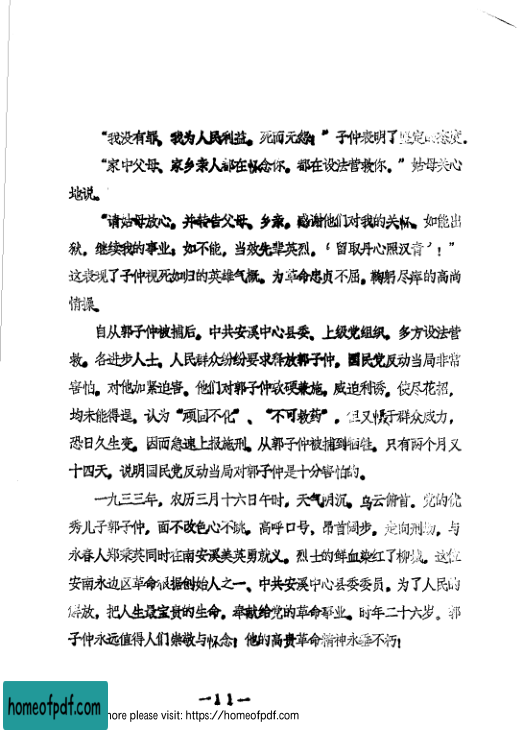 “我没有罪、我为人民利益。死而无怨！”子仲表明了坚定的态度.
“家中父母、家乡亲人都在怀念你。都在设法营救你。”姑母关心
地说。
“请姑母放心。并转告父母、乡亲。感谢他们对我的关怀、如能出
狱。继续我的事业；如不能，当效先辈英烈，‘留取丹心照汗青’！”
这表现了子仲视死如归的英雄气概。为革命忠贞不屈。鞠躬尽瘁的高尚
情操。
自从郭子仲被捕后。中共安溪中心县委、上级党组织。多方设法营
救。各进步人士、人民群众纷纷要求释放郭子仲。国民党反动当局非常
害怕。对他加紧迫害。他们对郭子仲软硬兼施。威迫利诱，使尽花招，
均未能得逞。认为“顽固不化”、“不可救药”。但又惧于群众威力，
恐日久生变。因而急速上报施刑。从郭子仲被捕到牺牲。只有两个月又
十四天。说明国民党反动当局对郭子仲是十分害怕的。
一九三三年，农历三月十六日午时，天气阴沉。乌云俯首。党的优
秀儿子郭子仲，面不改色心不跳。高呼口号、昂首阔步。走向刑场，与
永春人郑秉英同时在南安溪美英勇就义。烈士的鲜血染红了柳城。这位
安南永边区革命根据创始人之一、中共安溪中心县委委员。为了人民的
解放，把人生最宝贵的生命。奉献给党的革命事业。时年二十六岁。郭
子仲永远值得人们崇敬与怀念！他的高贵革命精神永垂不朽！
—11—
homeofpdf.com
more please visit: https://homeofpdf.com